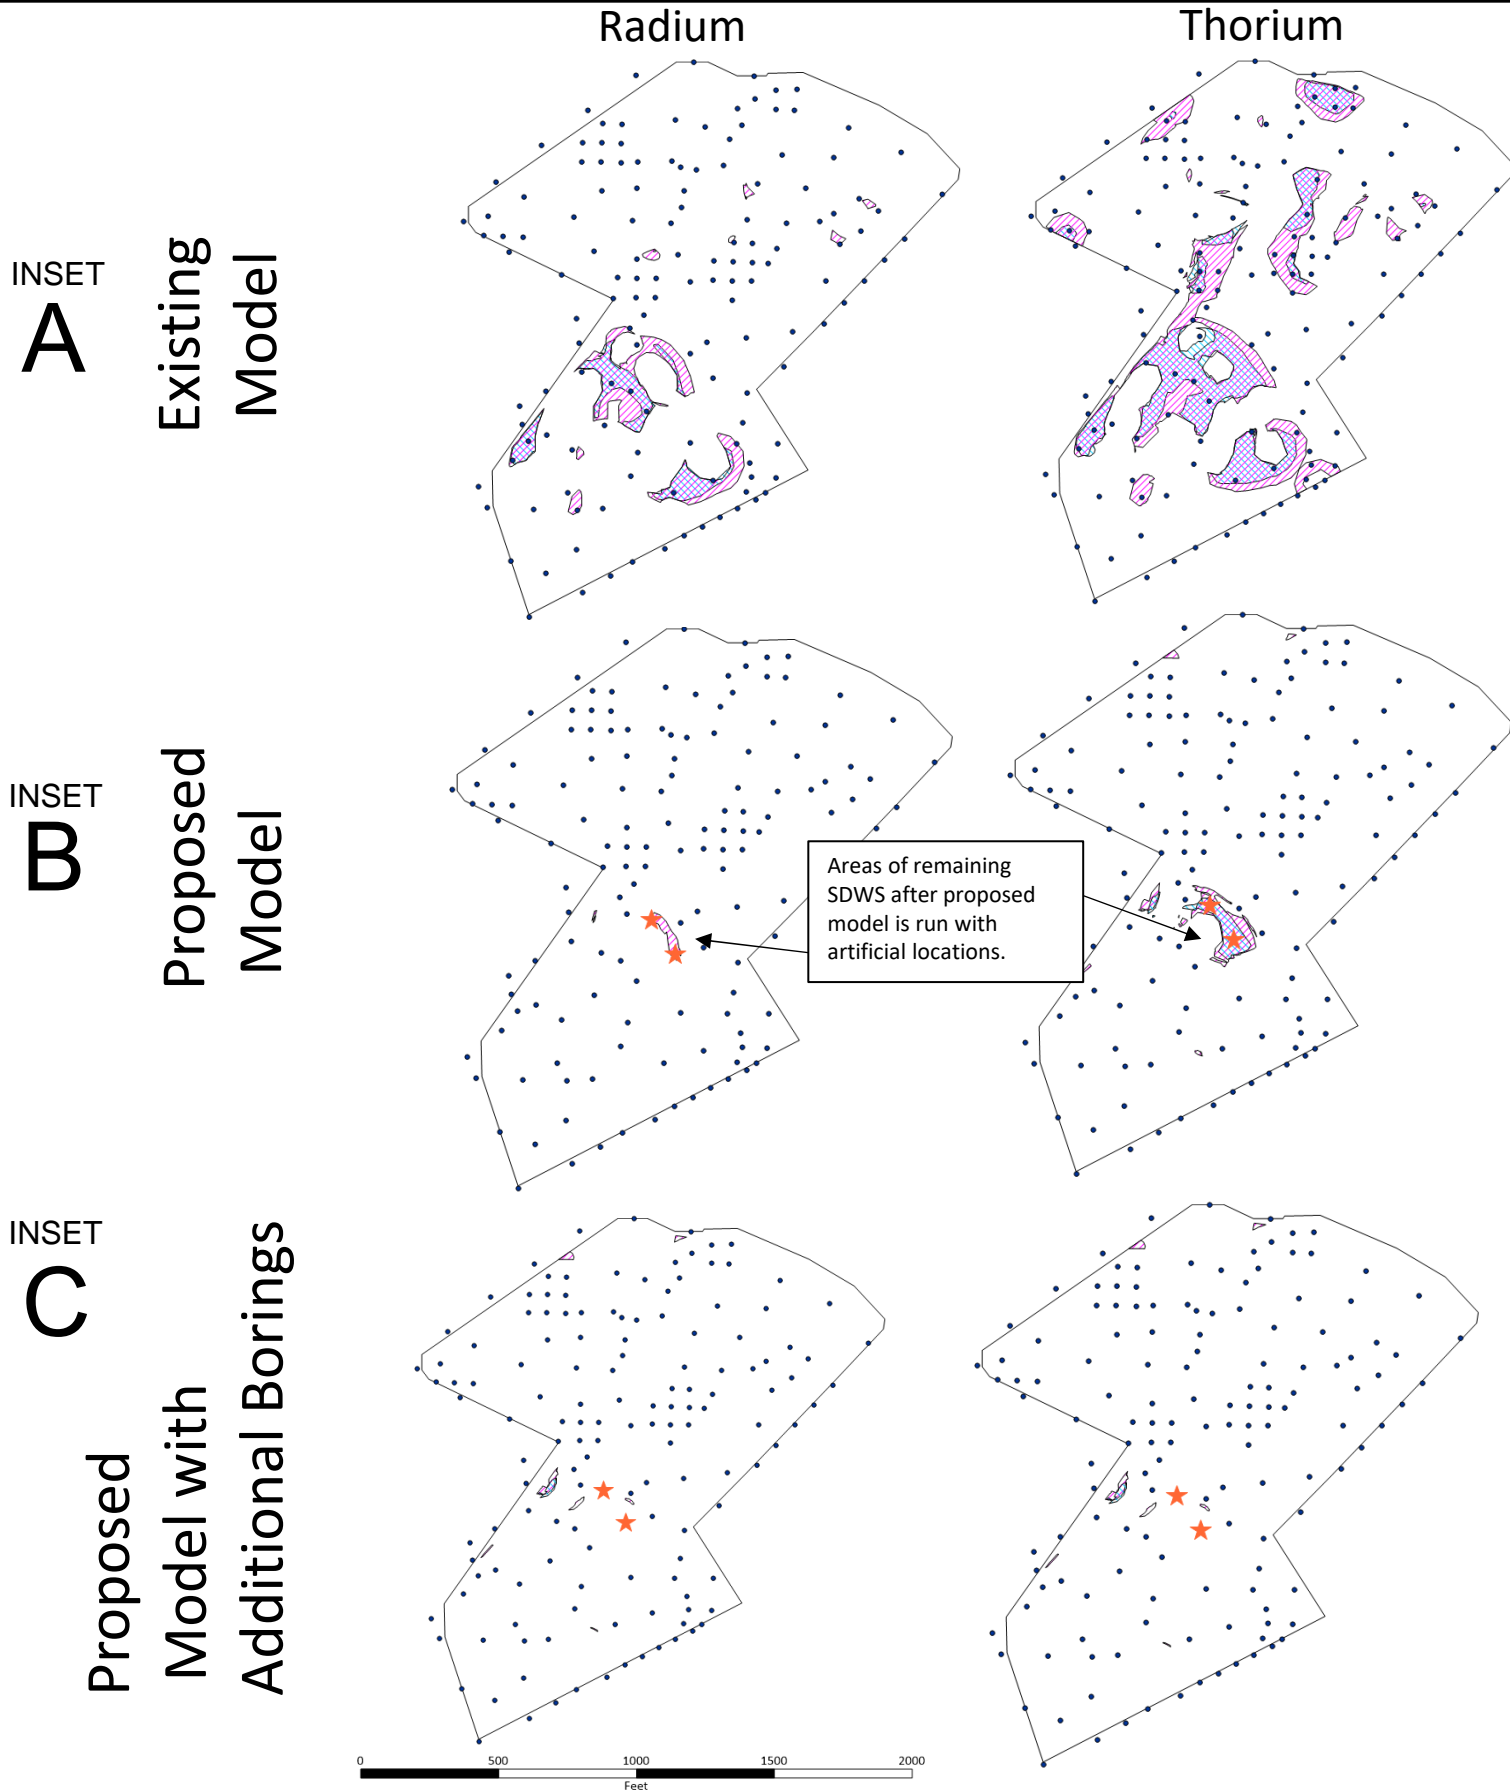 Radium
Thorium
INSET
A
Existing
Model
INSET
B
Proposed
Model
Areas of remaining
SDWS after proposed
model is run with
artificial locations.
INSET
C
Proposed
Model with
Additional Borings
0 500 1000 1500 2000
Feet